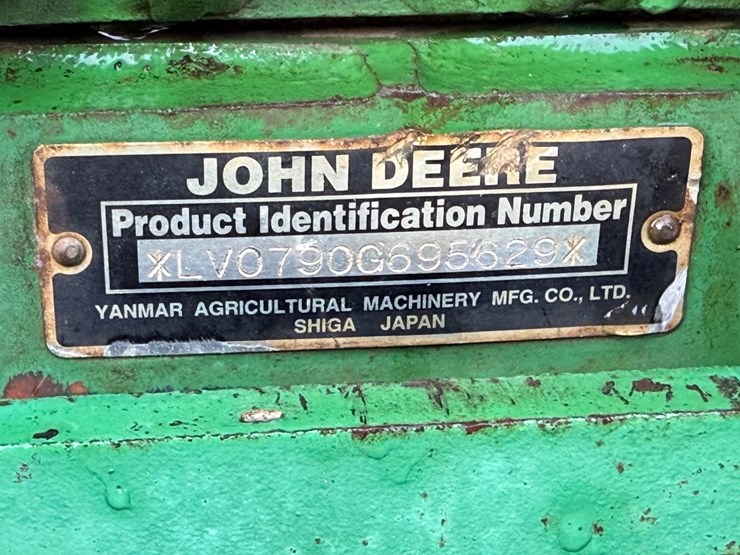 JOHN DEERE
Product Identification Number
*LV0790G695629*
YANMAR AGRICULTURAL MACHINERY MFG. CO., LTD.
SHIGA JAPAN